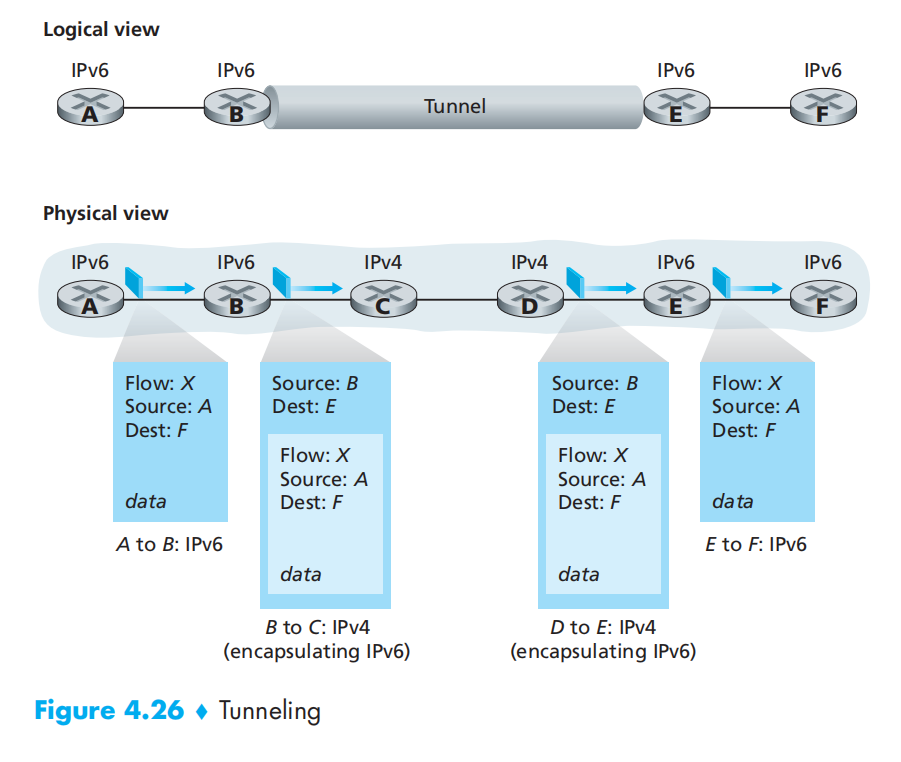 Logical view
IPv6 IPv6 IPv6 IPv6
A B Tunnel E F
Physical view
IPv6 IPv6 IPv4 IPv4 IPv6 IPv6
A B C D E F
Flow: X
Source: A
Dest: F
data
A to B: IPv6
Source: B
Dest: E
Flow: X
Source: A
Dest: F
data
B to C: IPv4
(encapsulating IPv6)
Source: B
Dest: E
Flow: X
Source: A
Dest: F
data
D to E: IPv4
(encapsulating IPv6)
Flow: X
Source: A
Dest: F
data
E to F: IPv6
Figure 4.26 ♦ Tunneling